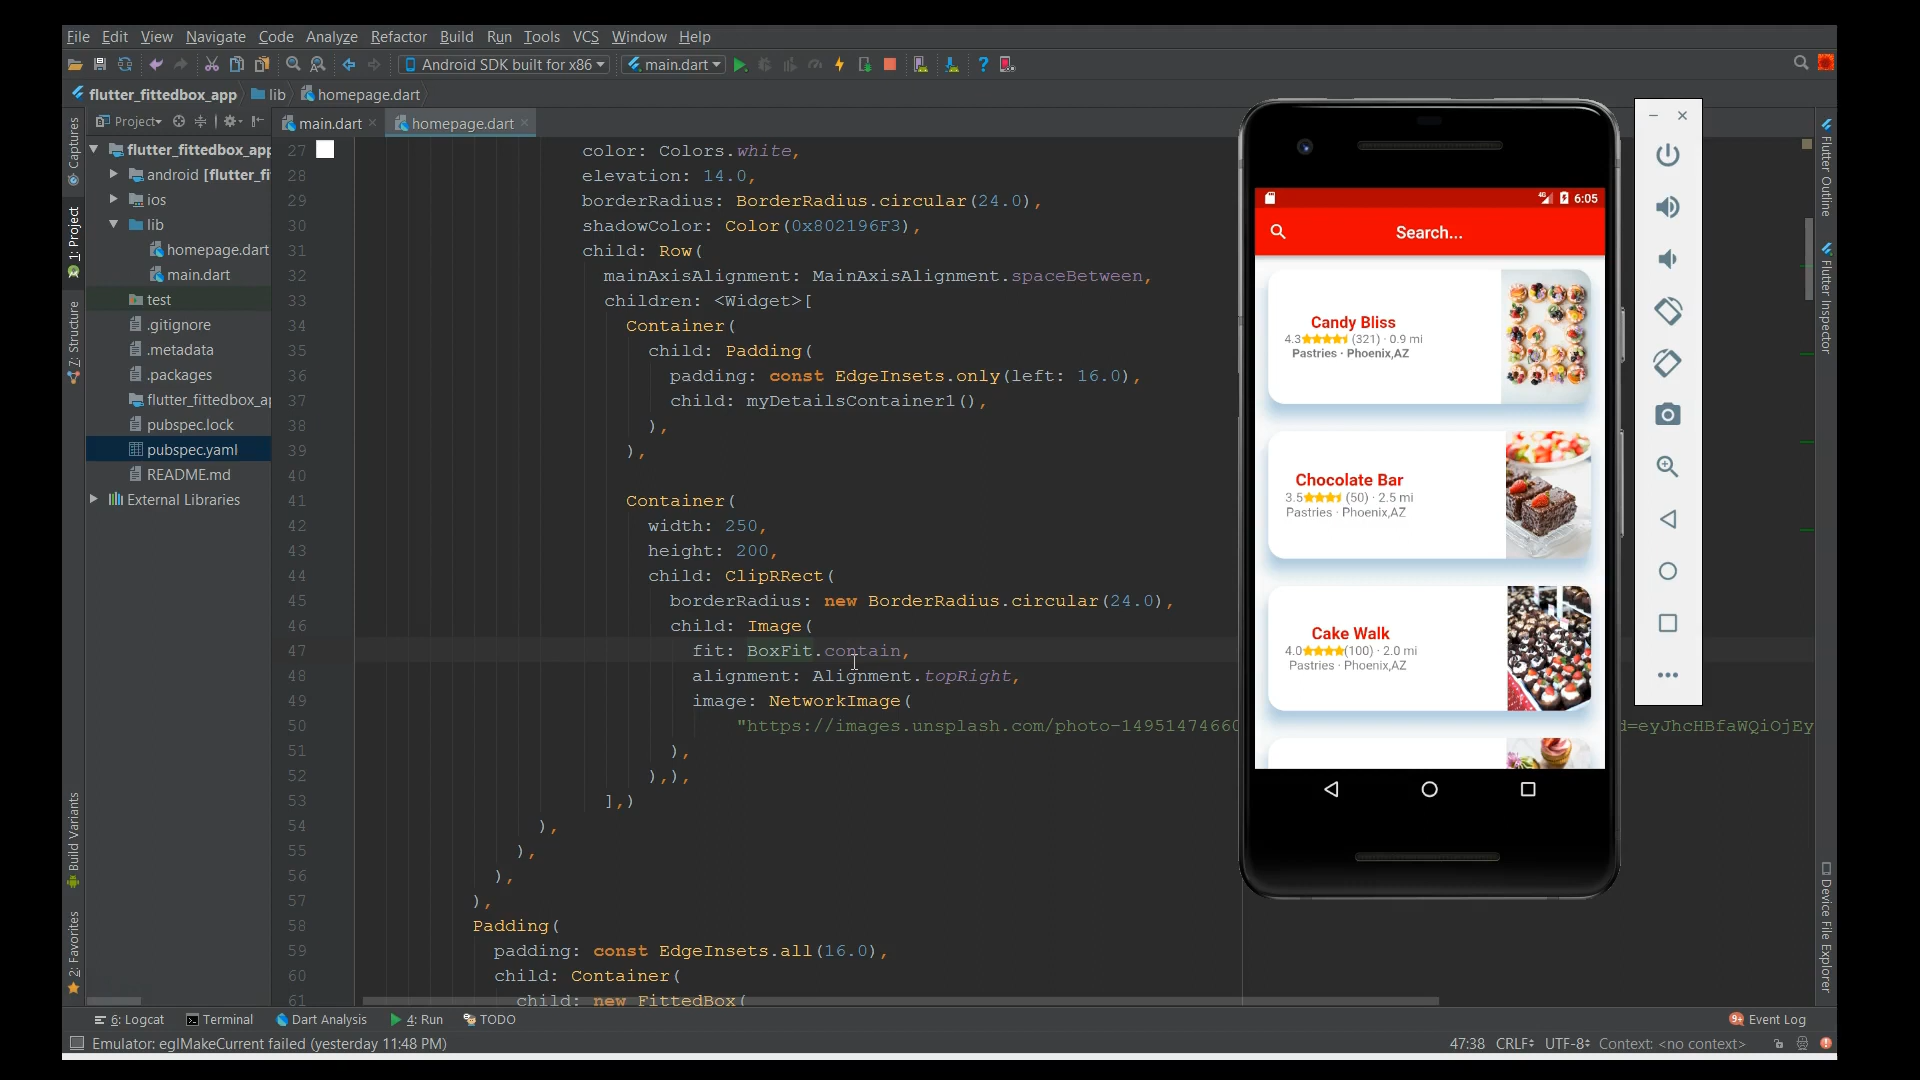 File Edit View Navigate Code Analyze Refactor Build Run Tools VCS Window Help
Android SDK built for x86 main.dart
flutter_fittedbox_app lib homepage.dart
Project main.dart homepage.dart
Captures
1: Project
7: Structure
Build Variants
2: Favorites
flutter_fittedbox_app
android [flutter_fi
ios
lib
homepage.dart
main.dart
test
.gitignore
.metadata
.packages
flutter_fittedbox_ap
pubspec.lock
pubspec.yaml
README.md
External Libraries
27 color: Colors.white,
28 elevation: 14.0,
29 borderRadius: BorderRadius.circular(24.0),
30 shadowColor: Color(0x802196F3),
31 child: Row(
32 mainAxisAlignment: MainAxisAlignment.spaceBetween,
33 children: <Widget>[
34 Container(
35 child: Padding(
36 padding: const EdgeInsets.only(left: 16.0),
37 child: myDetailsContainer1(),
38 ),
39 ),
40
41 Container(
42 width: 250,
43 height: 200,
44 child: ClipRRect(
45 borderRadius: new BorderRadius.circular(24.0),
46 child: Image(
47 fit: BoxFit.contain,
48 alignment: Alignment.topRight,
49 image: NetworkImage(
50 "https://images.unsplash.com/photo-1495147466023 d=eyJhcHBfaWQiOjEy
51 ),
52 ),),
53 ],)
54 ),
55 ),
56 ),
57 ),
58 Padding(
59 padding: const EdgeInsets.all(16.0),
60 child: Container(
61 child: new FittedBox(
4G 6:05
Search...
Candy Bliss
4.3 (321) · 0.9 mi
Pastries · Phoenix,AZ
Chocolate Bar
3.5 (50) · 2.5 mi
Pastries · Phoenix,AZ
Cake Walk
4.0 (100) · 2.0 mi
Pastries · Phoenix,AZ
Flutter Outline
Flutter Inspector
Device File Explorer
6: Logcat Terminal Dart Analysis 4: Run TODO 9+ Event Log
Emulator: eglMakeCurrent failed (yesterday 11:48 PM) 47:38 CRLF UTF-8 Context: <no context>